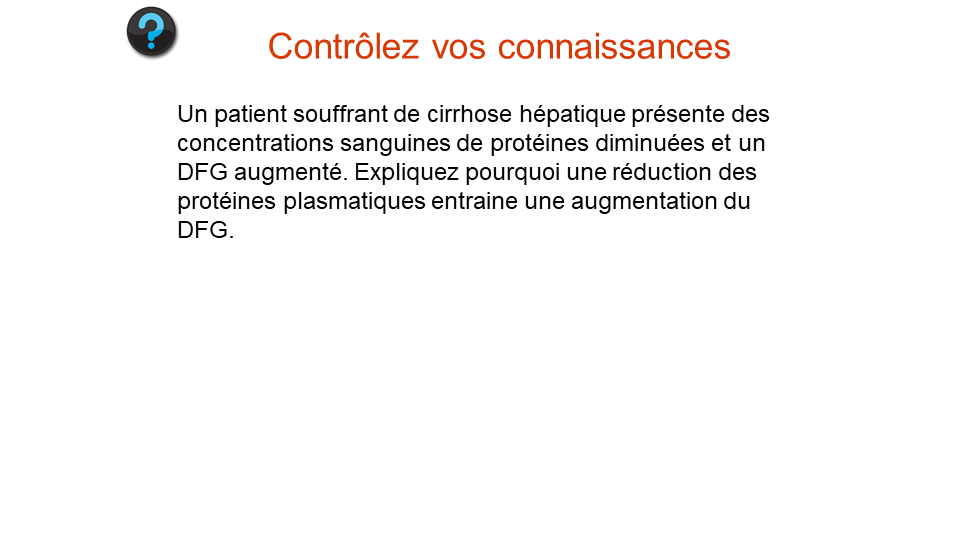 Contrôlez vos connaissances
Un patient souffrant de cirrhose hépatique présente des
concentrations sanguines de protéines diminuées et un
DFG augmenté. Expliquez pourquoi une réduction des
protéines plasmatiques entraine une augmentation du
DFG.